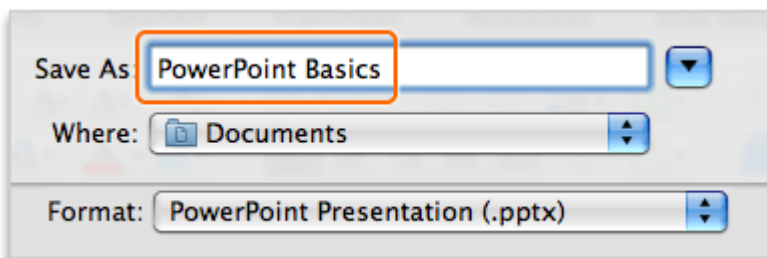 Save As: PowerPoint Basics
Where: Documents
Format: PowerPoint Presentation (.pptx)